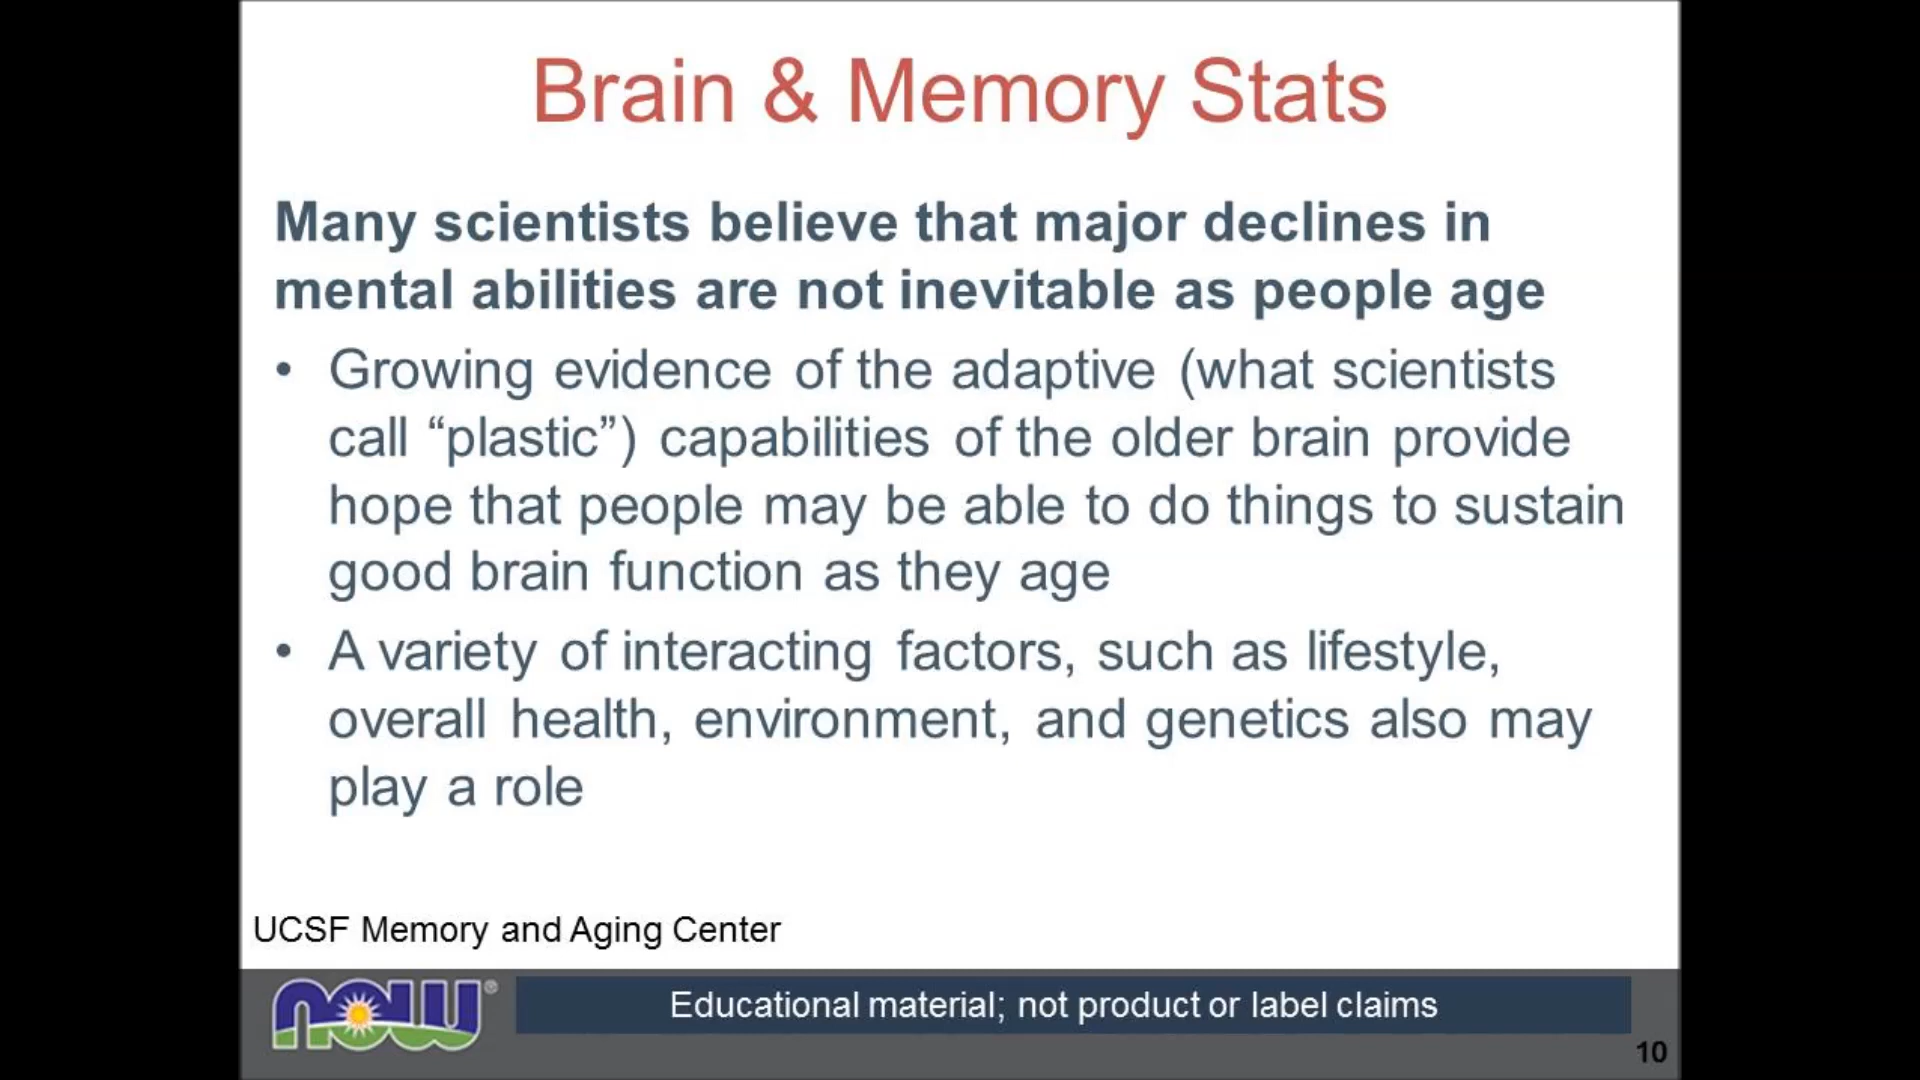 Brain & Memory Stats
Many scientists believe that major declines in
mental abilities are not inevitable as people age
• Growing evidence of the adaptive (what scientists
call “plastic”) capabilities of the older brain provide
hope that people may be able to do things to sustain
good brain function as they age
• A variety of interacting factors, such as lifestyle,
overall health, environment, and genetics also may
play a role
UCSF Memory and Aging Center
now®
Educational material; not product or label claims
10